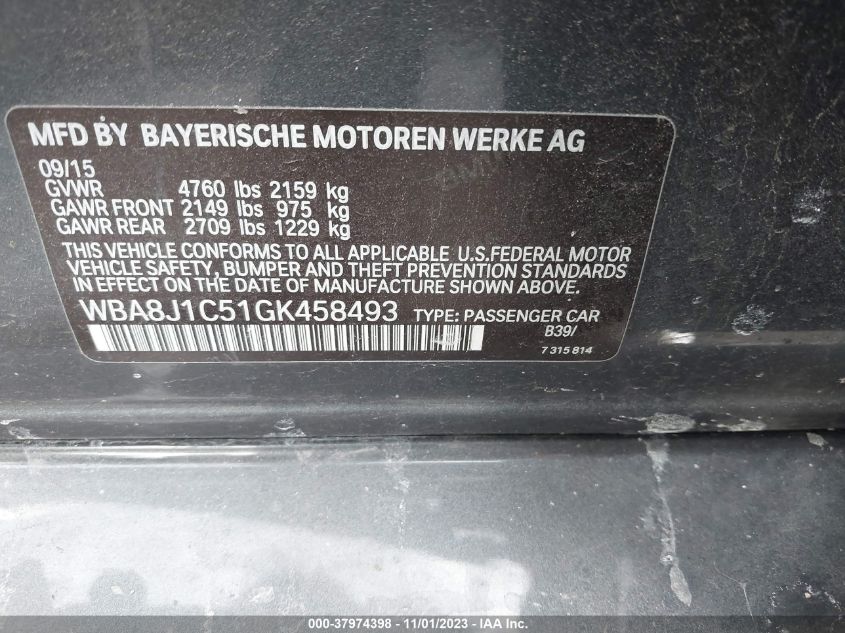 MFD BY BAYERISCHE MOTOREN WERKE AG
09/15
GVWR 4760 lbs 2159 kg
GAWR FRONT 2149 lbs 975 kg
GAWR REAR 2709 lbs 1229 kg
THIS VEHICLE CONFORMS TO ALL APPLICABLE U.S.FEDERAL MOTOR
VEHICLE SAFETY, BUMPER AND THEFT PREVENTION STANDARDS
IN EFFECT ON THE DATE OF MANUFACTURE SHOWN ABOVE.
WBA8J1C51GK458493 TYPE: PASSENGER CAR
B39/
7 315 814
000-37974398 - 11/01/2023 - IAA Inc.